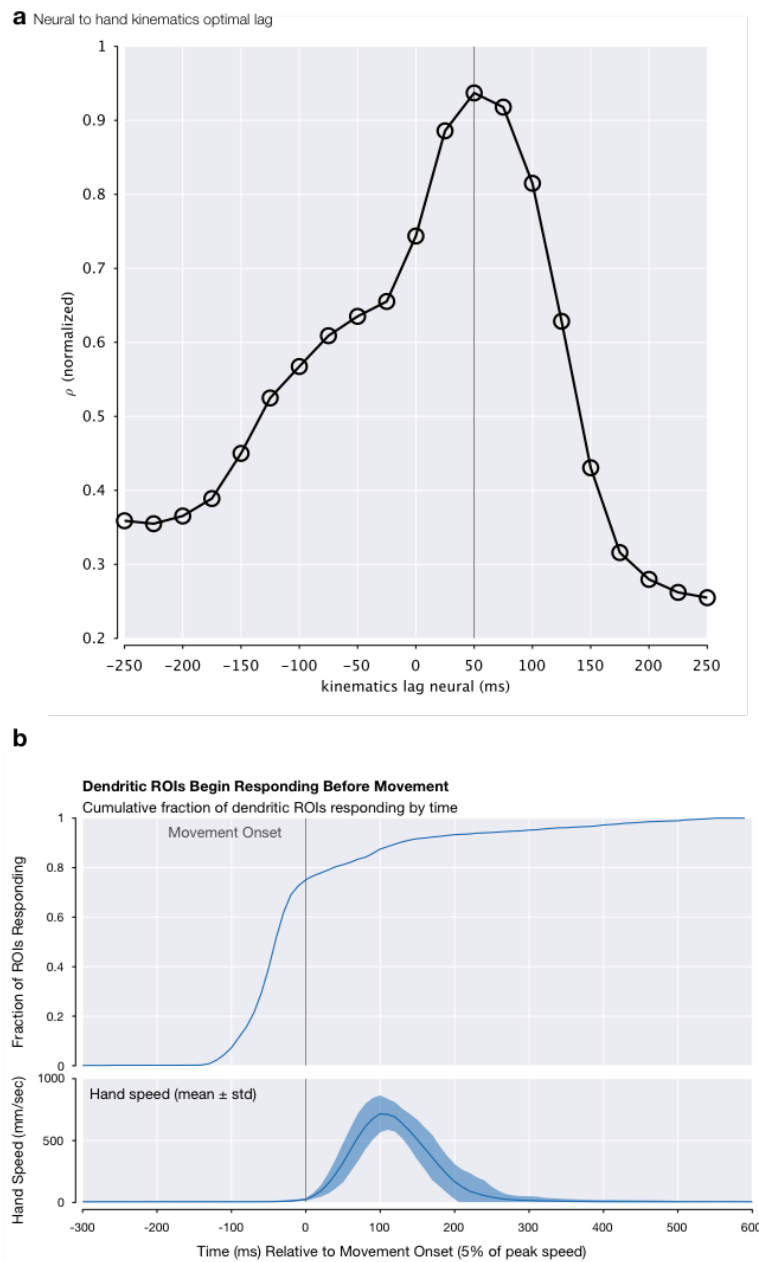 a Neural to hand kinematics optimal lag
1
0.9
0.8
0.7
0.6
0.5
0.4
0.3
0.2
ρ (normalized)
-250 -200 -150 -100 -50 0 50 100 150 200 250
kinematics lag neural (ms)
b
Dendritic ROIs Begin Responding Before Movement
Cumulative fraction of dendritic ROIs responding by time
Movement Onset
1
0.8
0.6
0.4
0.2
0
Fraction of ROIs Responding
Hand speed (mean ± std)
1000
500
0
Hand Speed (mm/sec)
-300 -200 -100 0 100 200 300 400 500 600
Time (ms) Relative to Movement Onset (5% of peak speed)